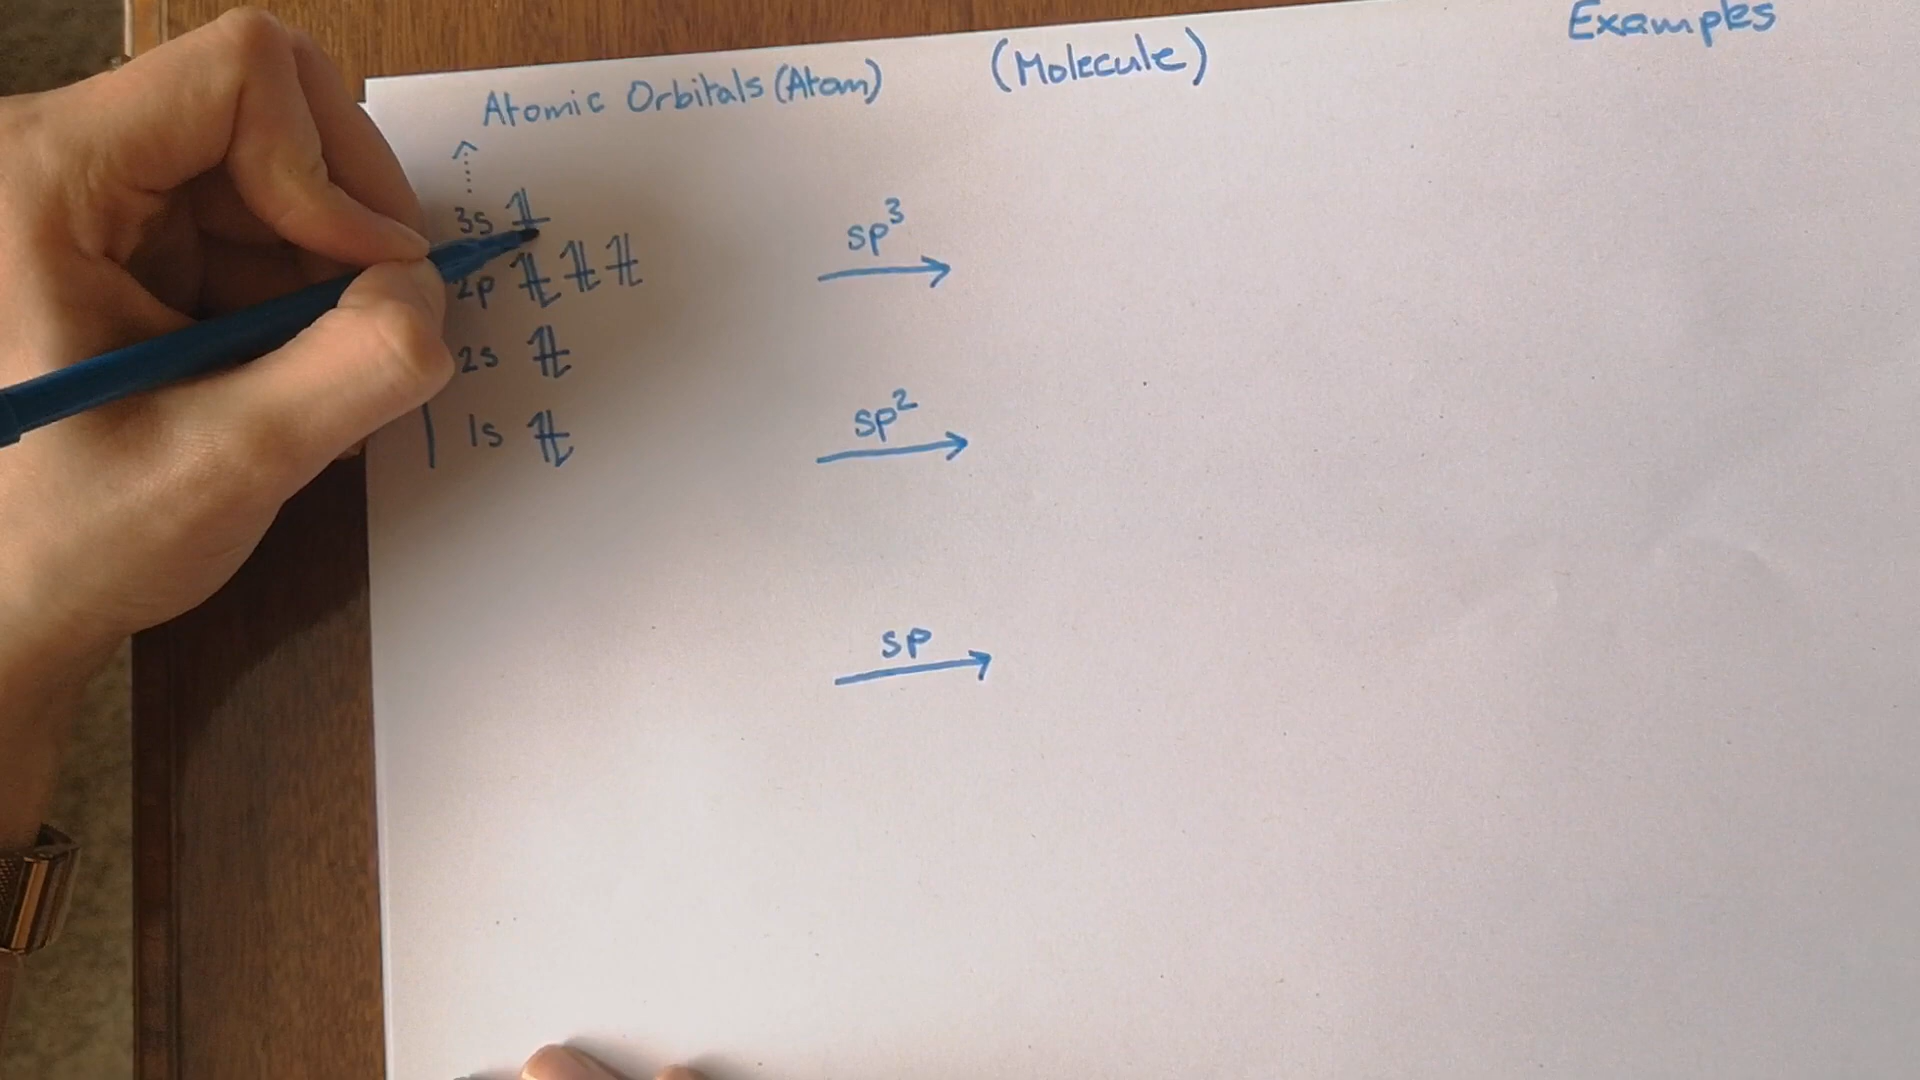 Atomic Orbitals (Atom)
(Molecule)
Examples
3s
2p
2s
1s
sp³
sp²
sp